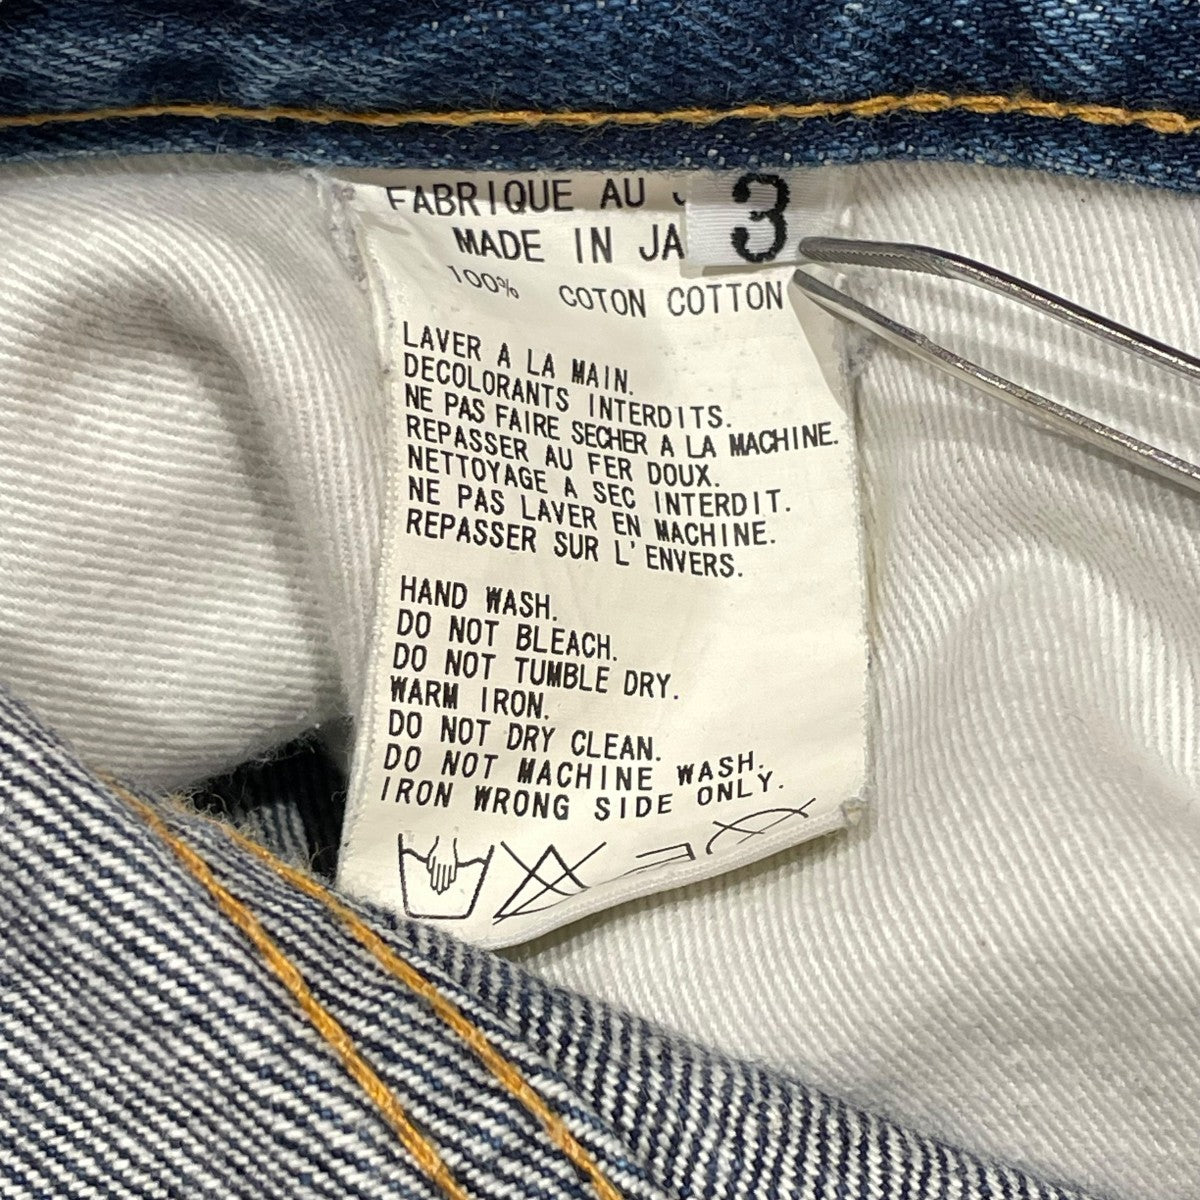 FABRIQUE AU J
3
MADE IN JA
100% COTON COTTON
LAVER A LA MAIN.
DECOLORANTS INTERDITS.
NE PAS FAIRE SECHER A LA MACHINE.
REPASSER AU FER DOUX.
NETTOYAGE A SEC INTERDIT.
NE PAS LAVER EN MACHINE.
REPASSER SUR L'ENVERS.
HAND WASH.
DO NOT BLEACH.
DO NOT TUMBLE DRY.
WARM IRON.
DO NOT DRY CLEAN.
DO NOT MACHINE WASH.
IRON WRONG SIDE ONLY.